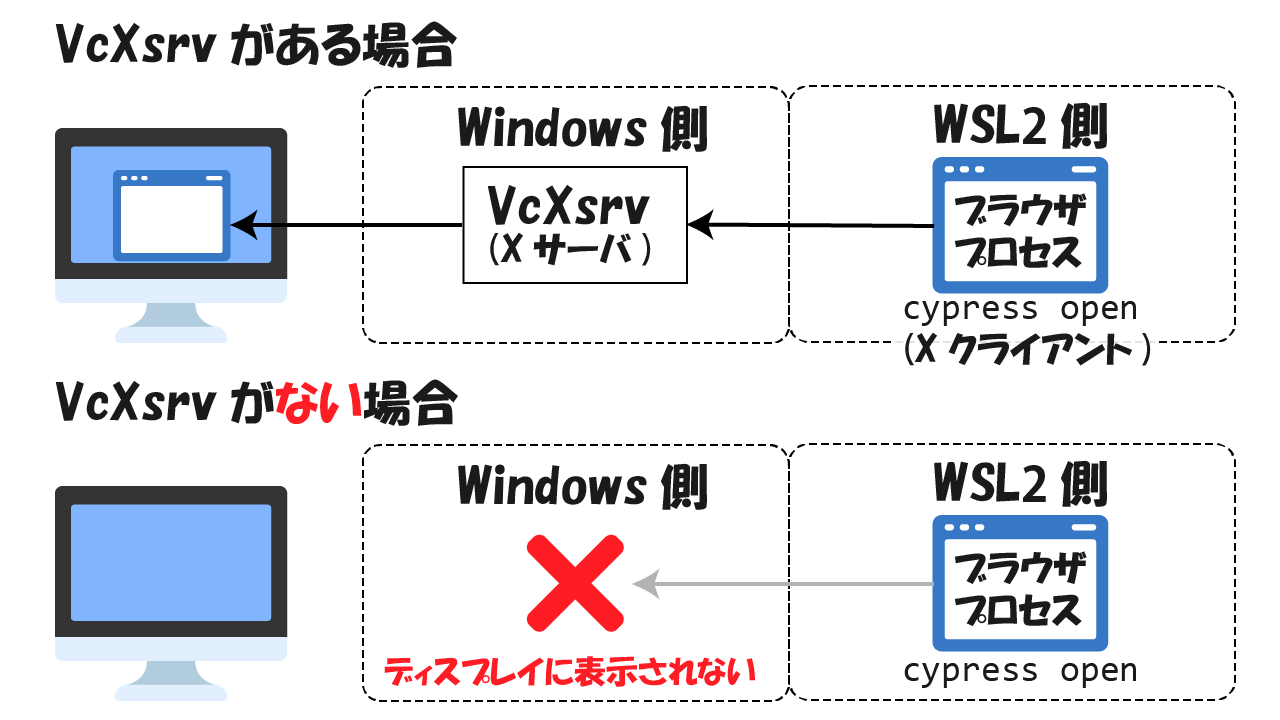 VcXsrv がある場合
Windows 側
WSL2 側
VcXsrv
(X サーバ)
ブラウザ
プロセス
cypress open
(X クライアント)
VcXsrv がない場合
Windows 側
WSL2 側
ブラウザ
プロセス
cypress open
ディスプレイに表示されない